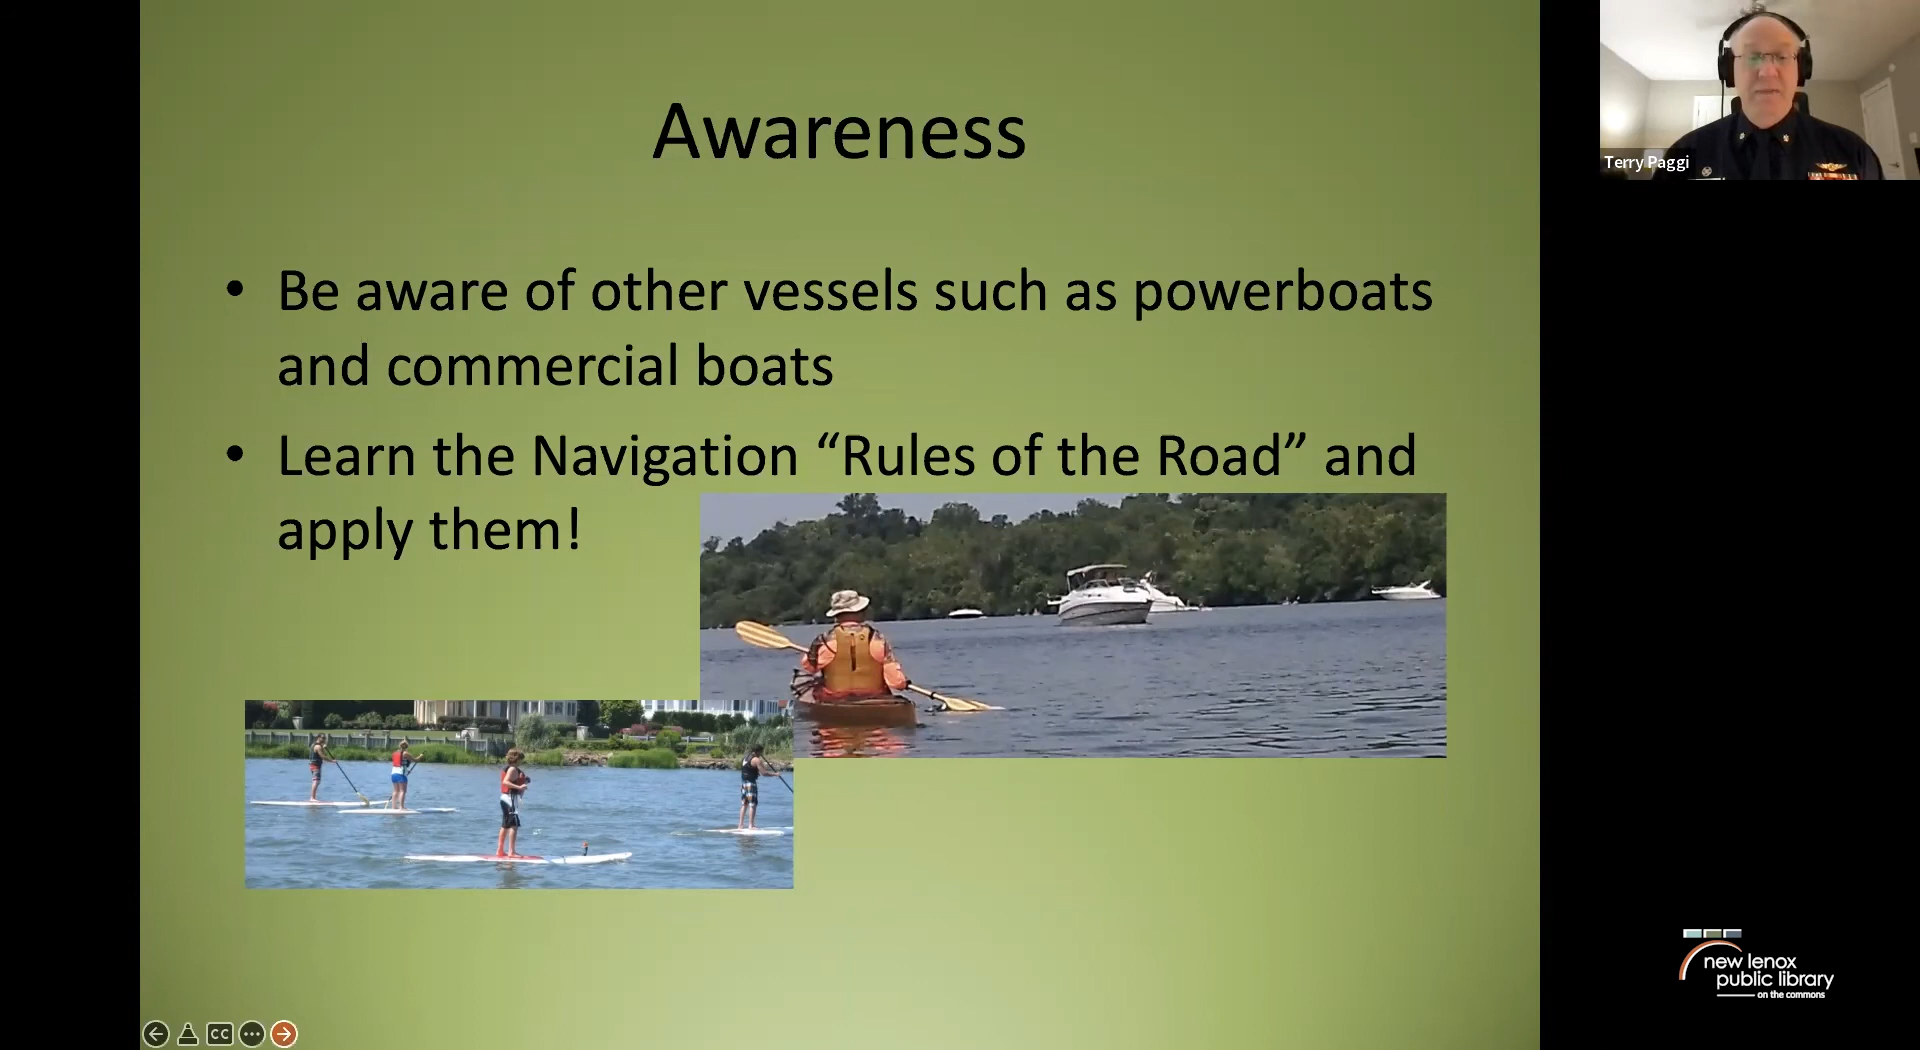 Awareness
• Be aware of other vessels such as powerboats
and commercial boats
• Learn the Navigation “Rules of the Road” and
apply them!
Terry Paggi
new lenox
public library
on the commons
CC